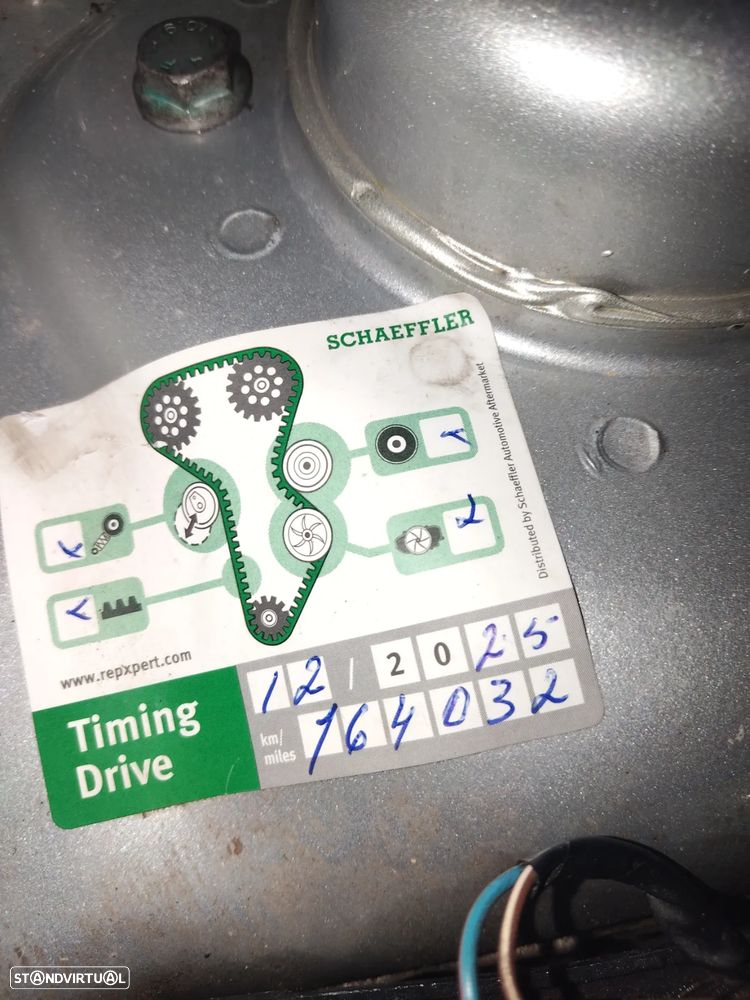 SCHAEFFLER
Distributed by Schaeffler Automotive Aftermarket
www.repxpert.com
12 / 2025
Timing
Drive
km/
miles
164032
STANDVIRTUAL